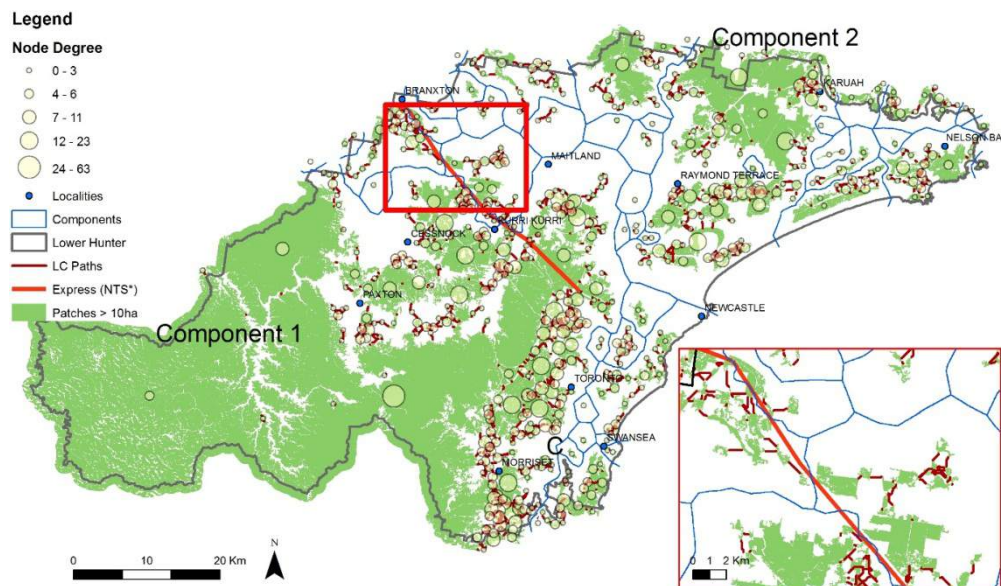 Legend
Node Degree
0 - 3
4 - 6
7 - 11
12 - 23
24 - 63
Localities
Components
Lower Hunter
LC Paths
Express (NTS*)
Patches > 10ha
Component 2
BRANXTON
KARUAH
NELSON BA
MAITLAND
RAYMOND TERRACE
KURRI KURRI
CESSNOCK
PAXTON
NEWCASTLE
Component 1
TORONTO
C
SWANSEA
MORRISET
N
0 10 20 Km
0 1 2 Km